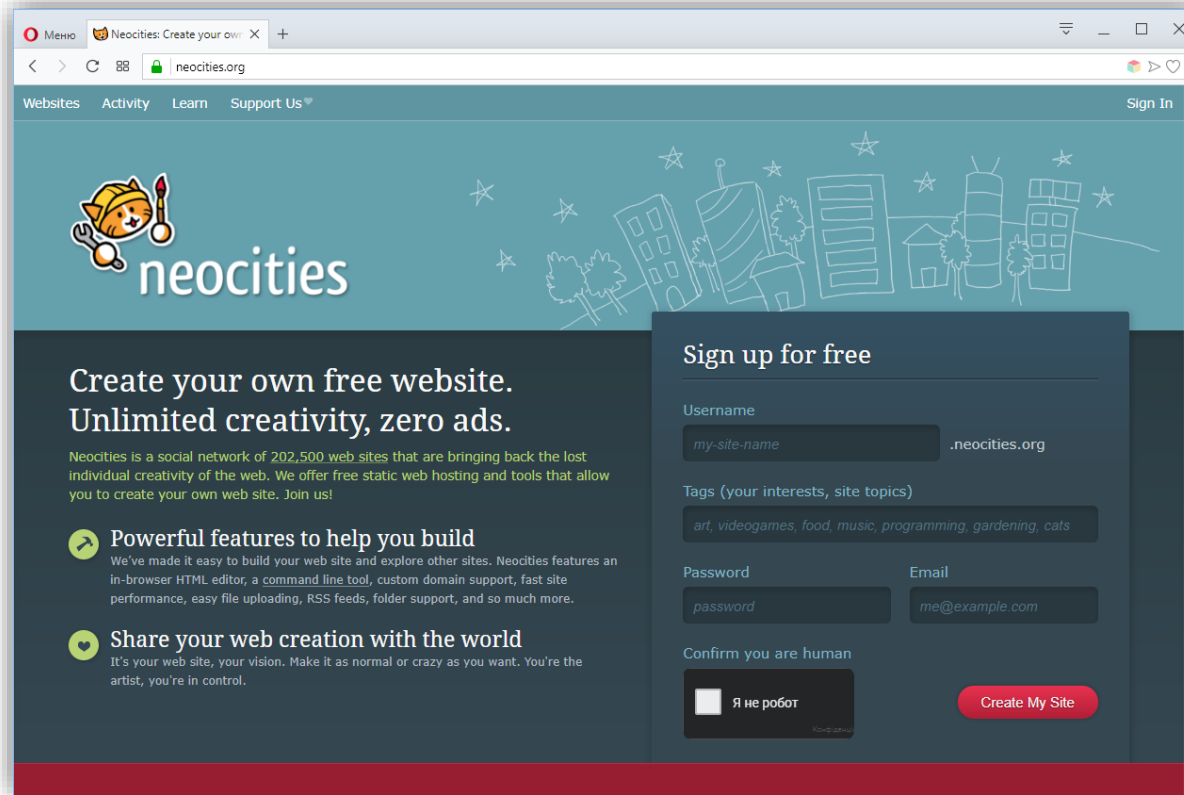 Меню
Neocities: Create your own
neocities.org
Websites Activity Learn Support Us
Sign In
neocities
Create your own free website.
Unlimited creativity, zero ads.
Neocities is a social network of 202,500 web sites that are bringing back the lost
individual creativity of the web. We offer free static web hosting and tools that allow
you to create your own web site. Join us!
Powerful features to help you build
We've made it easy to build your web site and explore other sites. Neocities features an
in-browser HTML editor, a command line tool, custom domain support, fast site
performance, easy file uploading, RSS feeds, folder support, and so much more.
Share your web creation with the world
It's your web site, your vision. Make it as normal or crazy as you want. You're the
artist, you're in control.
Sign up for free
Username
my-site-name .neocities.org
Tags (your interests, site topics)
art, videogames, food, music, programming, gardening, cats
Password Email
password me@example.com
Confirm you are human
Я не робот
Create My Site